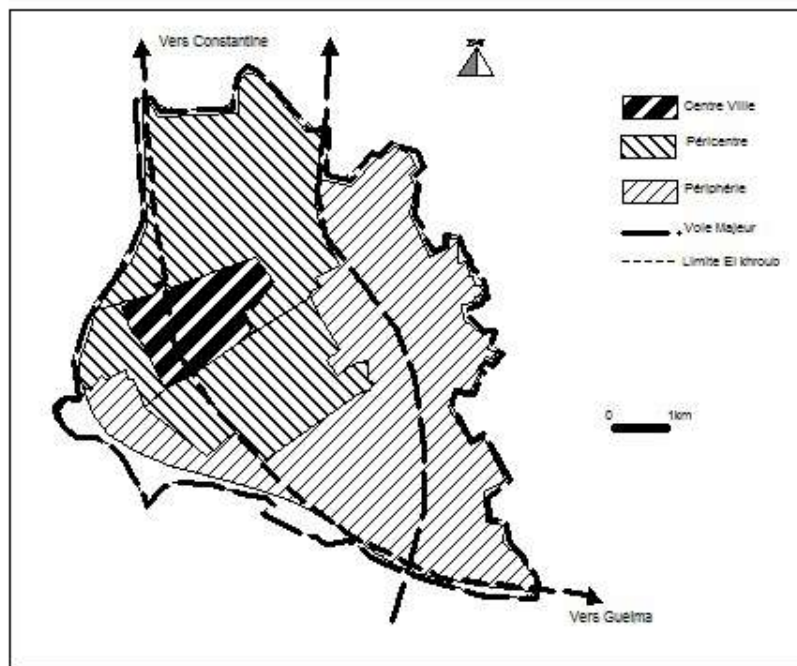 Vers Constantine
Centre Ville
Péricentre
Périphérie
Voie Majeur
Limite El khroub
0 1km
Vers Guelma